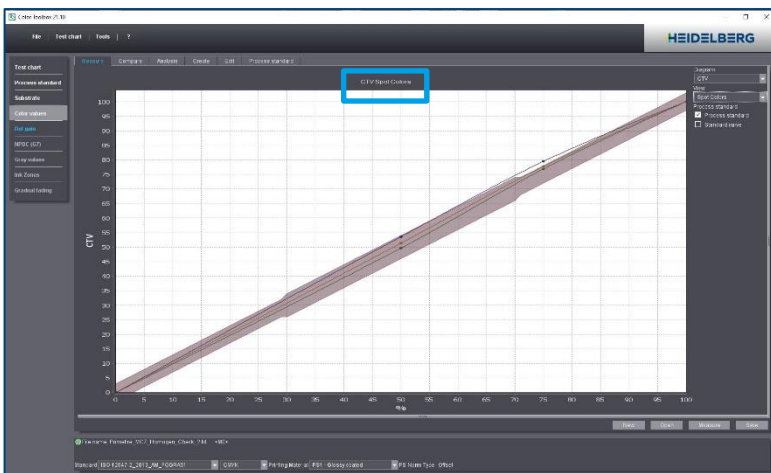 Color Toolbox 21.10
File Test chart Tools ?
HEIDELBERG
Test chart
Process standard
Substrate
Color values
Dot gain
NPDC (G7)
Gray values
Ink Zones
Gradual fading
Measure Compare Analysis Create Edit Process standard
CTV Spot Colors
Diagram
CTV
View
Spot Colors
Process standard
Process standard
Standard curve
100
95
90
85
80
75
70
65
60
55
50
45
40
35
30
25
20
15
10
5
0
CTV
0 5 10 15 20 25 30 35 40 45 50 55 60 65 70 75 80 85 90 95 100
New Open Measure Save
Standard ISO 12647-2_2013_AM_FOGRA51 CMYK Printing Material PS1 - Glossy coated PS Norm Type Offset